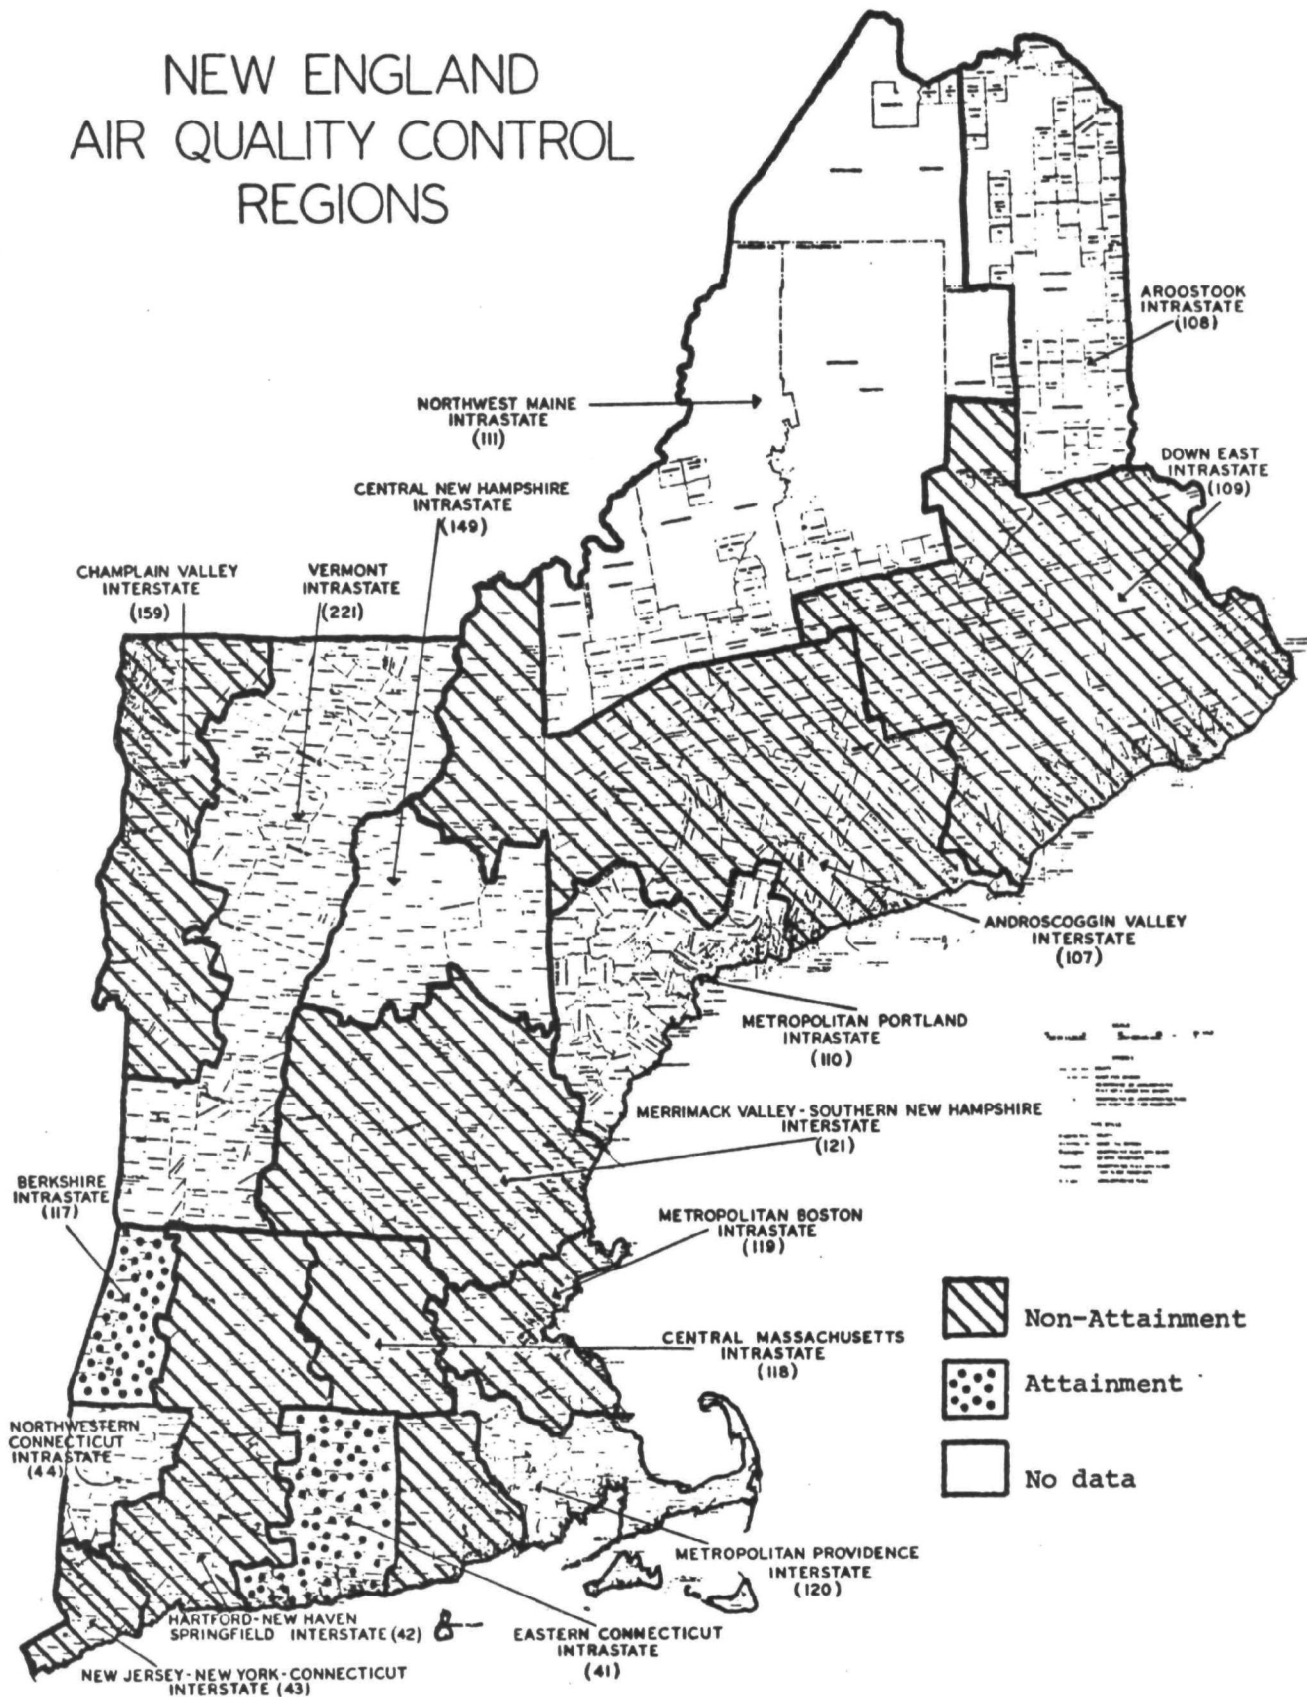 NEW ENGLAND
AIR QUALITY CONTROL
REGIONS
AROOSTOOK
INTRASTATE
(108)
NORTHWEST MAINE
INTRASTATE
(111)
DOWN EAST
INTRASTATE
(109)
CENTRAL NEW HAMPSHIRE
INTRASTATE
(149)
CHAMPLAIN VALLEY
INTERSTATE
(159)
VERMONT
INTRASTATE
(221)
ANDROSCOGGIN VALLEY
INTERSTATE
(107)
METROPOLITAN PORTLAND
INTRASTATE
(110)
MERRIMACK VALLEY-SOUTHERN NEW HAMPSHIRE
INTERSTATE
(121)
BERKSHIRE
INTRASTATE
(117)
METROPOLITAN BOSTON
INTRASTATE
(119)
CENTRAL MASSACHUSETTS
INTRASTATE
(118)
Non-Attainment
Attainment
No data
NORTHWESTERN
CONNECTICUT
INTRASTATE
(44)
METROPOLITAN PROVIDENCE
INTERSTATE
(120)
HARTFORD-NEW HAVEN
SPRINGFIELD INTERSTATE (42)
EASTERN CONNECTICUT
INTRASTATE
(41)
NEW JERSEY-NEW YORK-CONNECTICUT
INTERSTATE (43)